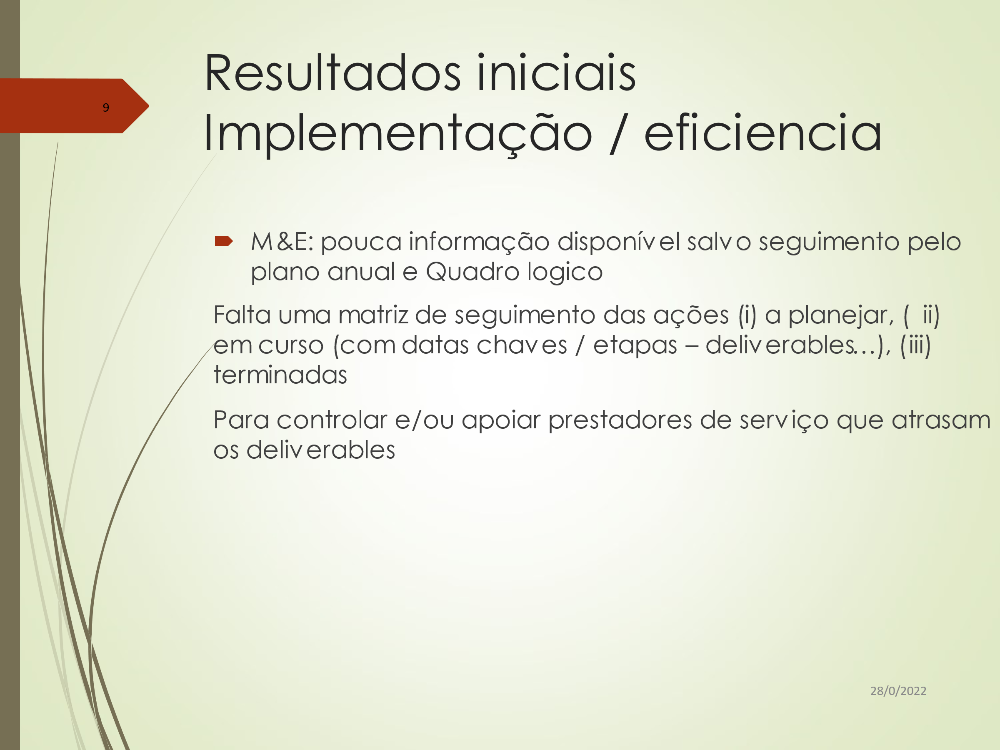 Resultados iniciais
Implementação / eficiencia
9
M&E: pouca informação disponível salvo seguimento pelo
plano anual e Quadro logico
Falta uma matriz de seguimento das ações (i) a planejar, ( ii)
em curso (com datas chaves / etapas – deliverables…), (iii)
terminadas
Para controlar e/ou apoiar prestadores de serviço que atrasam
os deliverables
28/0/2022